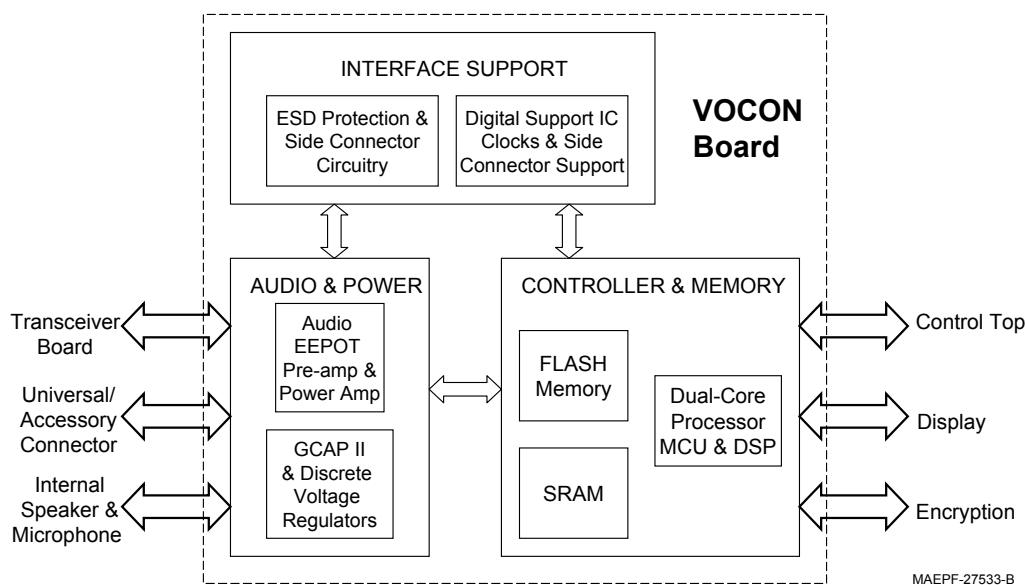 INTERFACE SUPPORT
ESD Protection &
Side Connector
Circuitry
Digital Support IC
Clocks & Side
Connector Support
VOCON
Board
AUDIO & POWER
Audio
EEPOT
Pre-amp &
Power Amp
GCAP II
& Discrete
Voltage
Regulators
CONTROLLER & MEMORY
FLASH
Memory
SRAM
Dual-Core
Processor
MCU & DSP
Transceiver
Board
Universal/
Accessory
Connector
Internal
Speaker &
Microphone
Control Top
Display
Encryption
MAEPF-27533-B